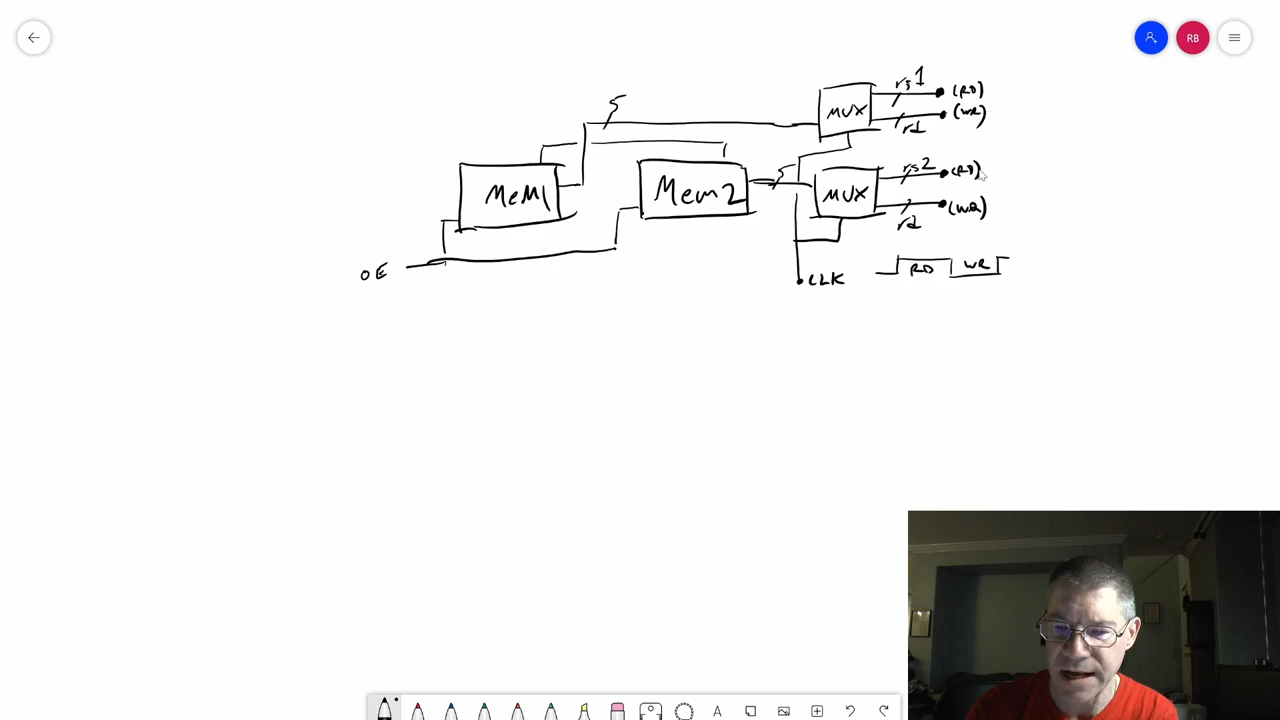 RB
5
rs1
(RD)
MUX
(WR)
rd
MeM1
Mem2
5
rs2
(RD)
MUX
(WR)
rd
OE
CLK
RD
WR
A